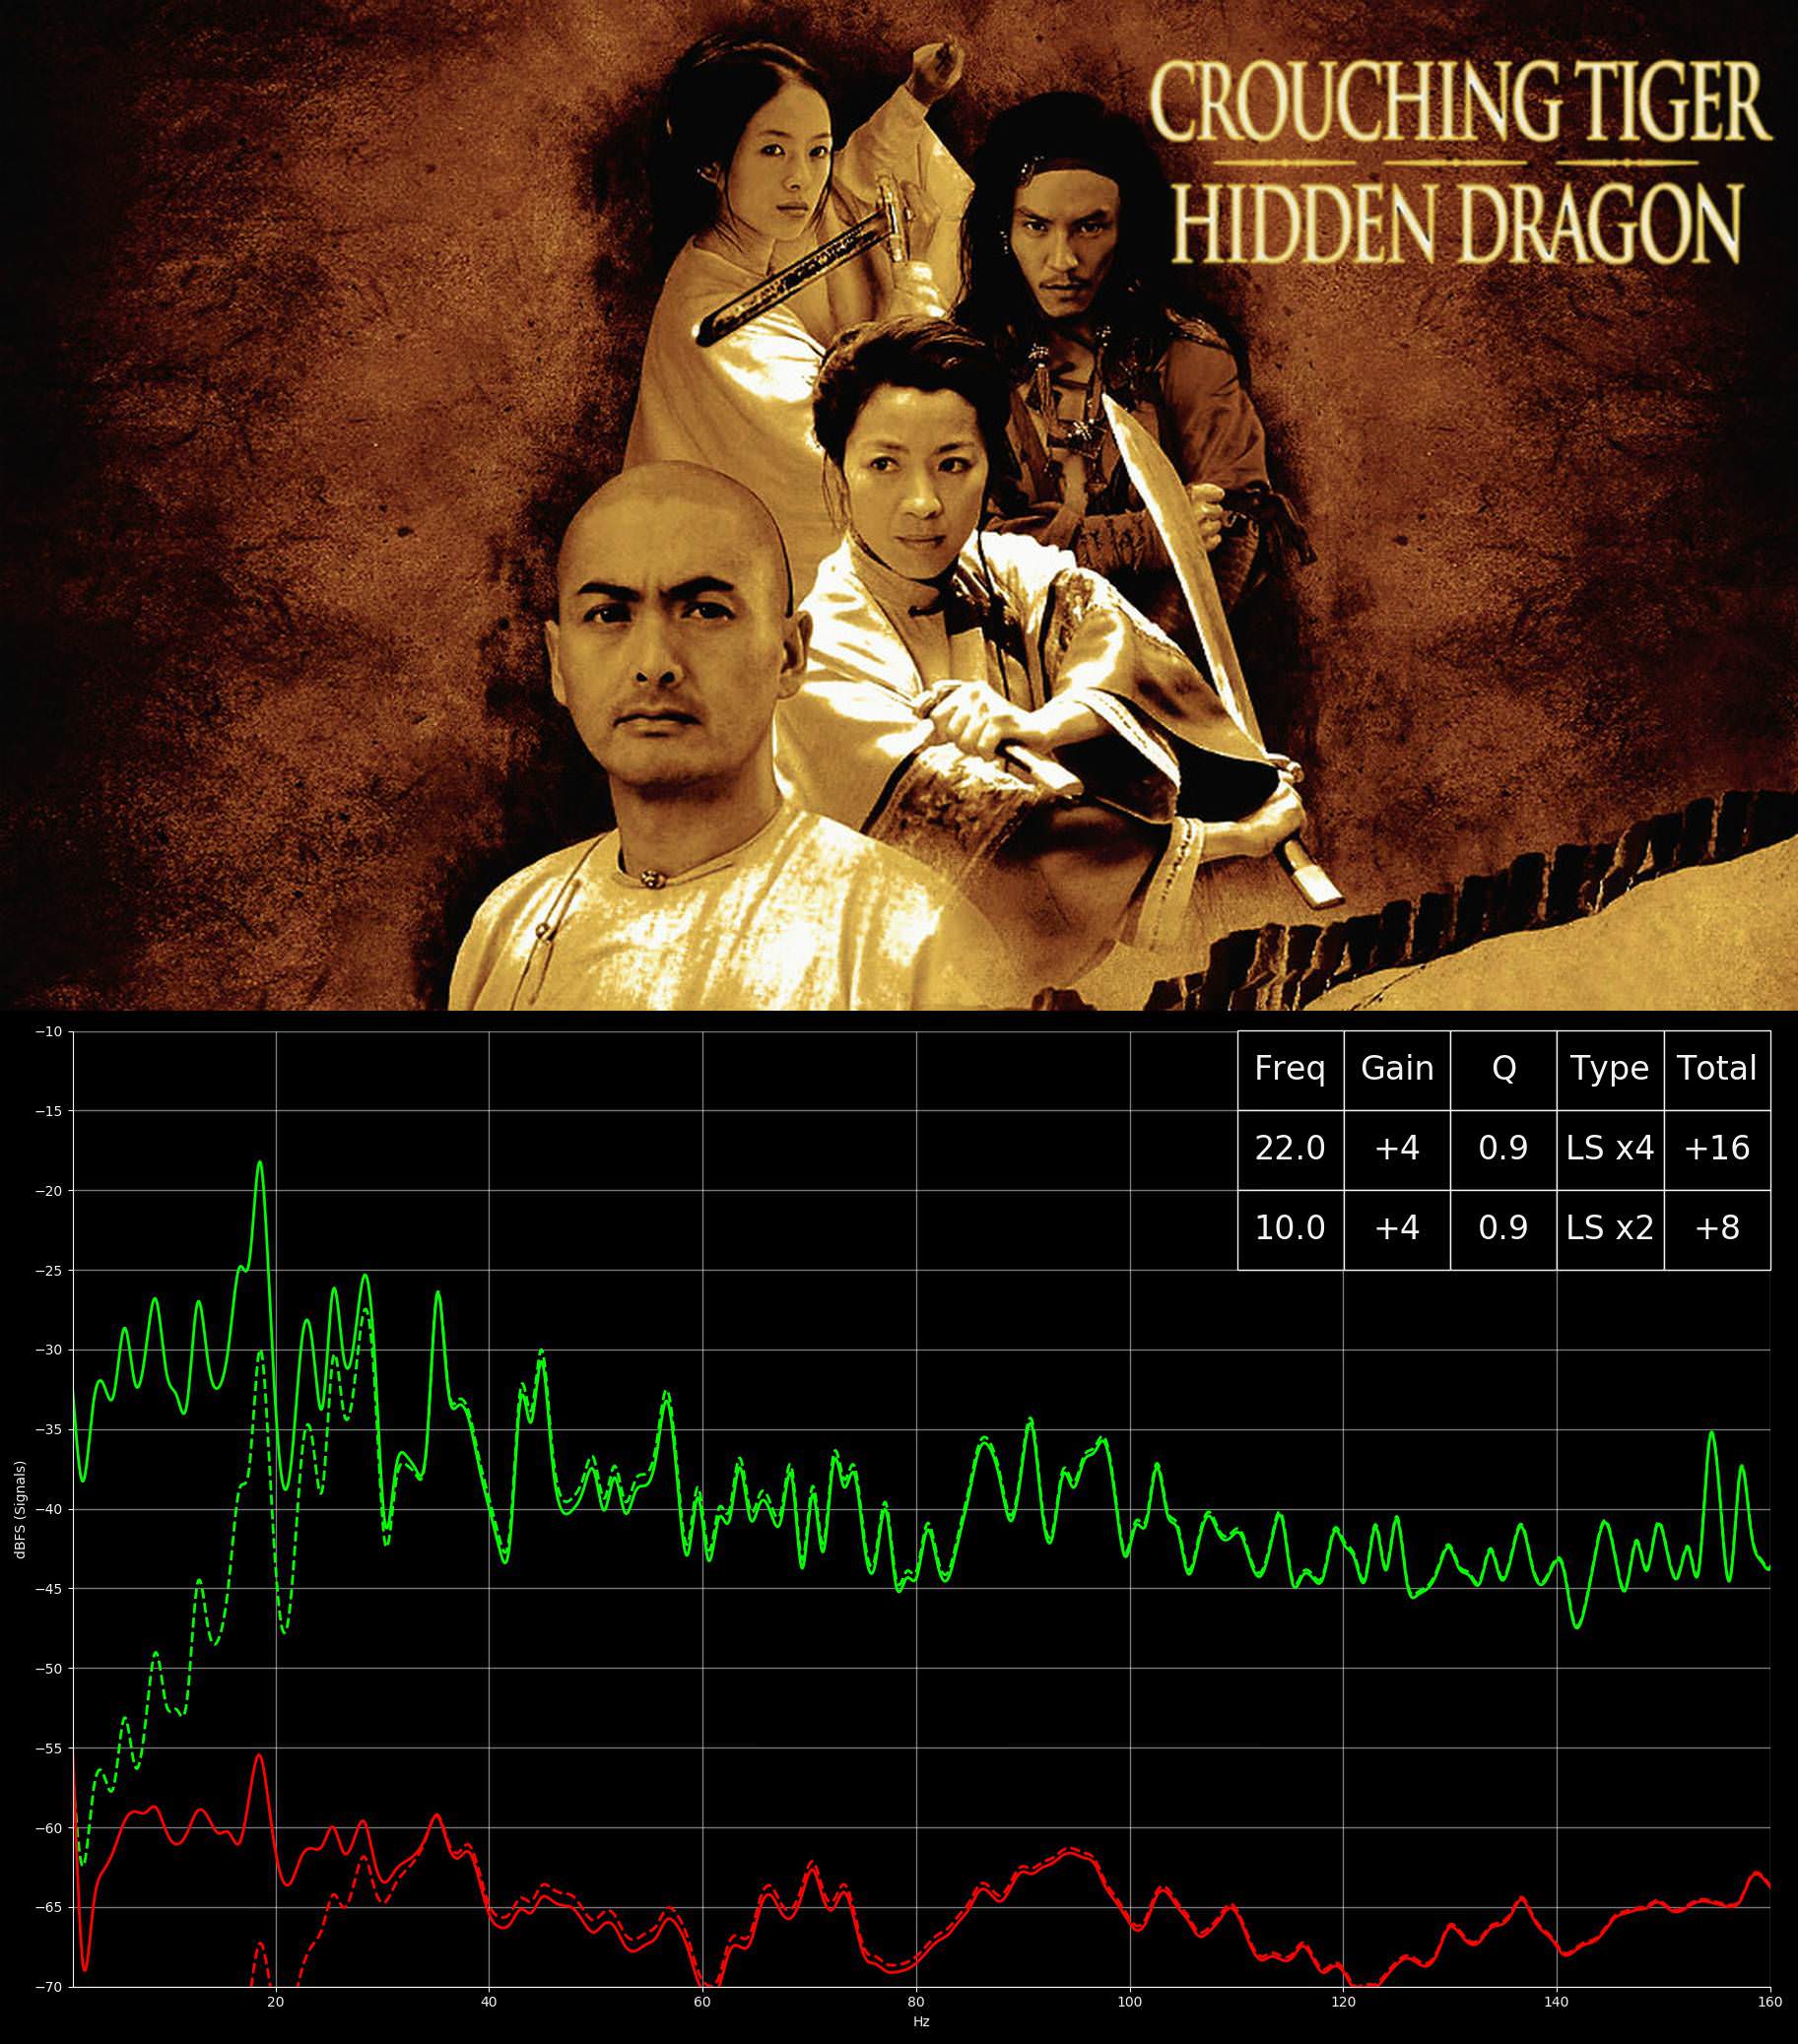 CROUCHING TIGER
HIDDEN DRAGON
Freq Gain Q Type Total
22.0 +4 0.9 LS x4 +16
10.0 +4 0.9 LS x2 +8
−10
−15
−20
−25
−30
−35
−40
−45
−50
−55
−60
−65
−70
dBFS (Signals)
20 40 60 80 100 120 140 160
Hz